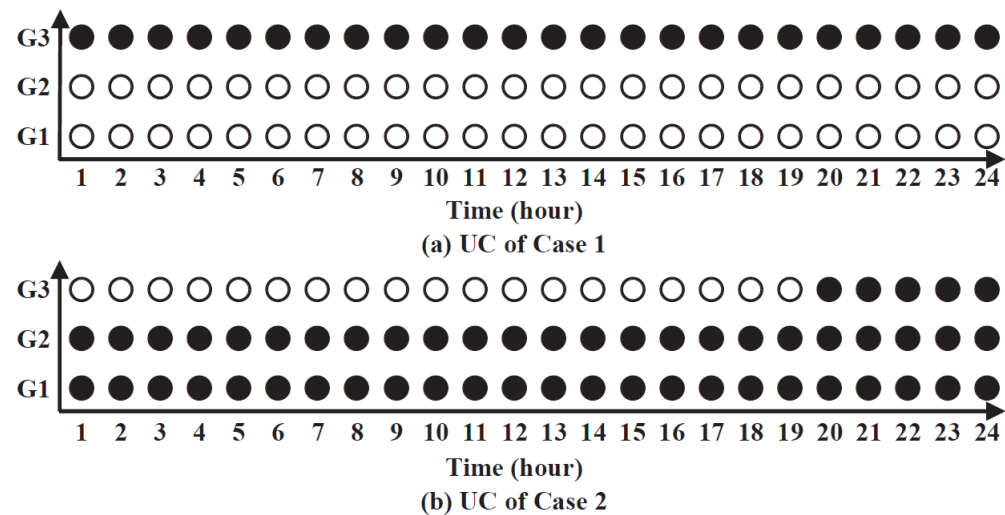 G3
G2
G1
1 2 3 4 5 6 7 8 9 10 11 12 13 14 15 16 17 18 19 20 21 22 23 24
Time (hour)
(a) UC of Case 1
G3
G2
G1
1 2 3 4 5 6 7 8 9 10 11 12 13 14 15 16 17 18 19 20 21 22 23 24
Time (hour)
(b) UC of Case 2